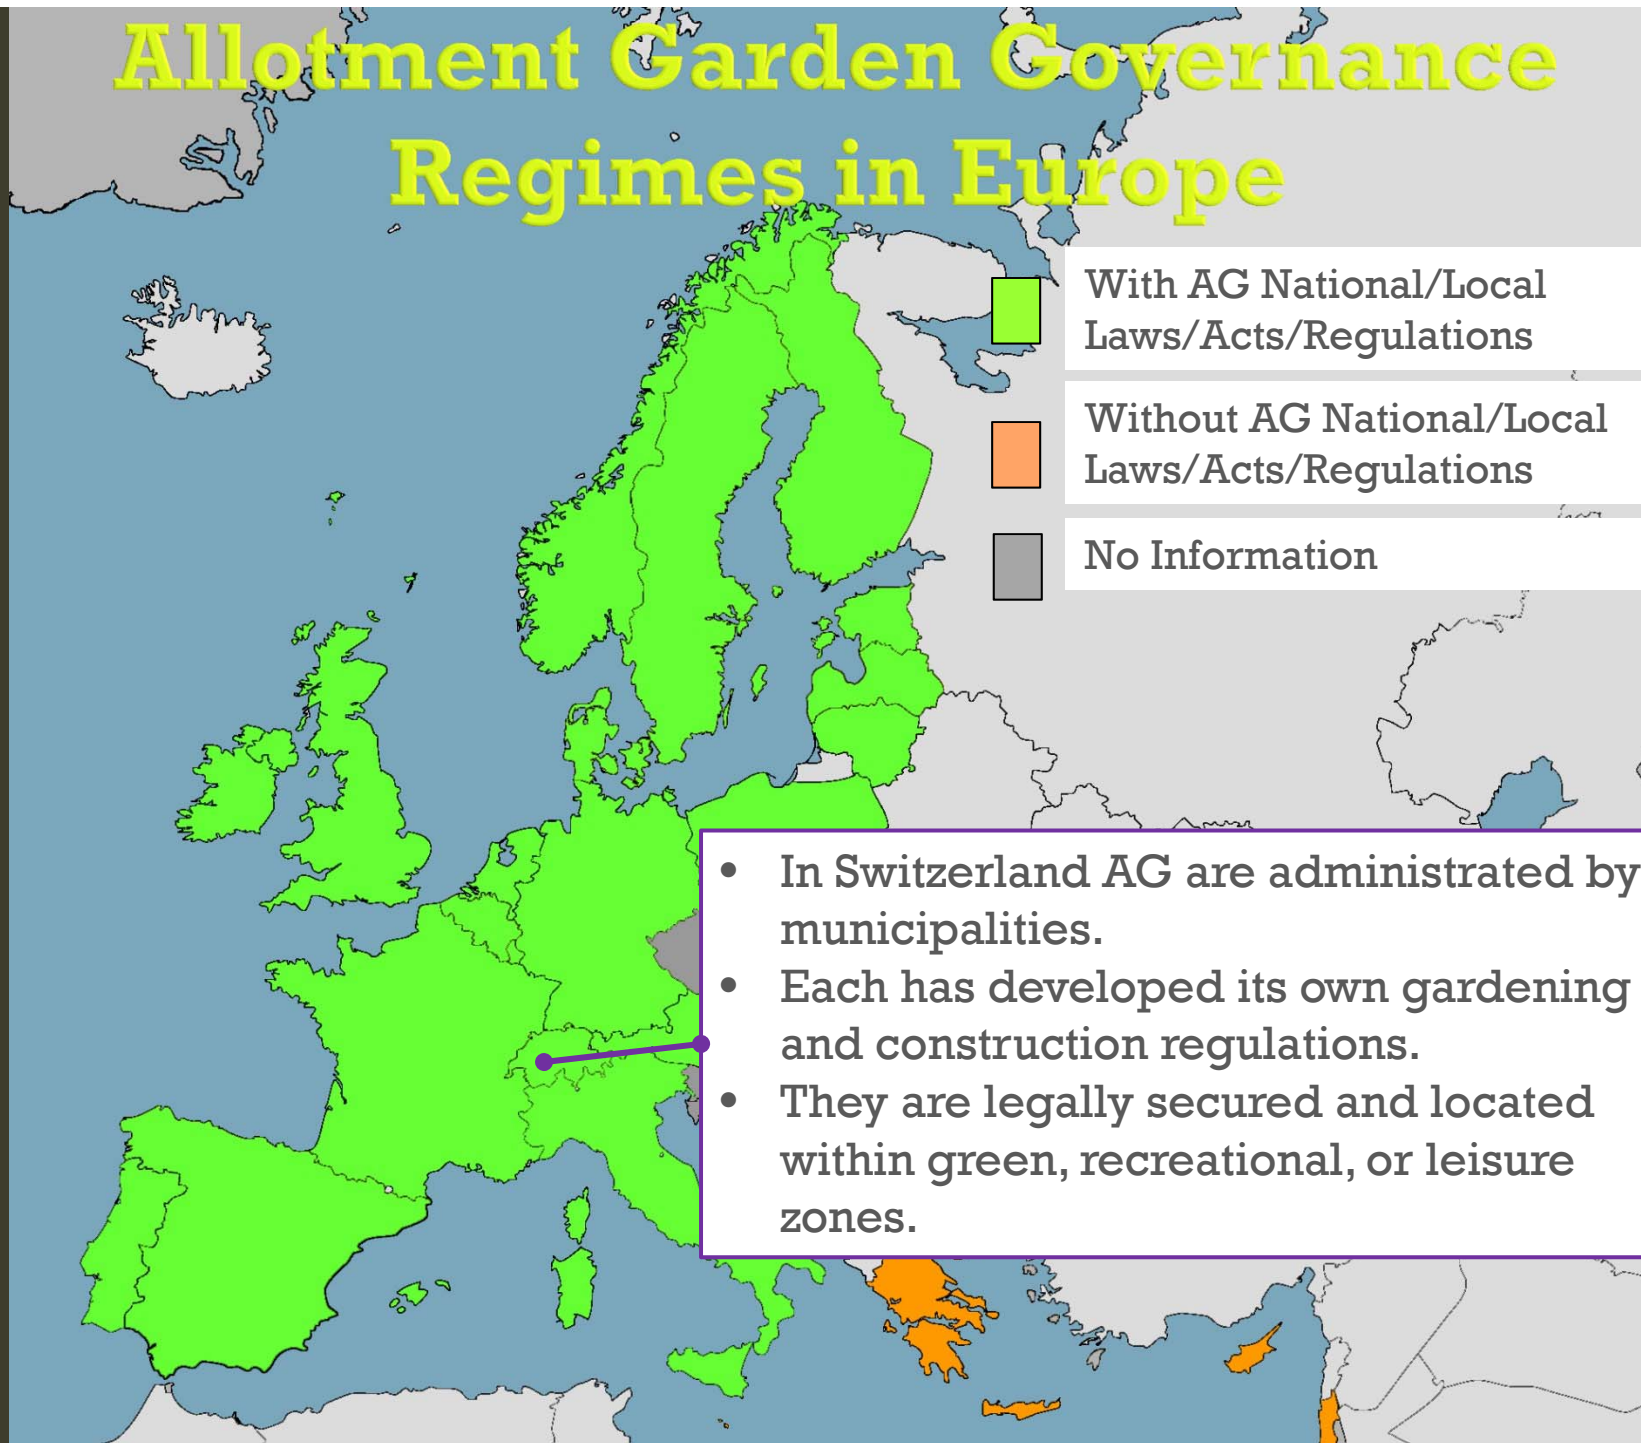 Allotment Garden Governance
Regimes in Europe
With AG National/Local
Laws/Acts/Regulations
Without AG National/Local
Laws/Acts/Regulations
No Information
• In Switzerland AG are administrated by
municipalities.
• Each has developed its own gardening
and construction regulations.
• They are legally secured and located
within green, recreational, or leisure
zones.